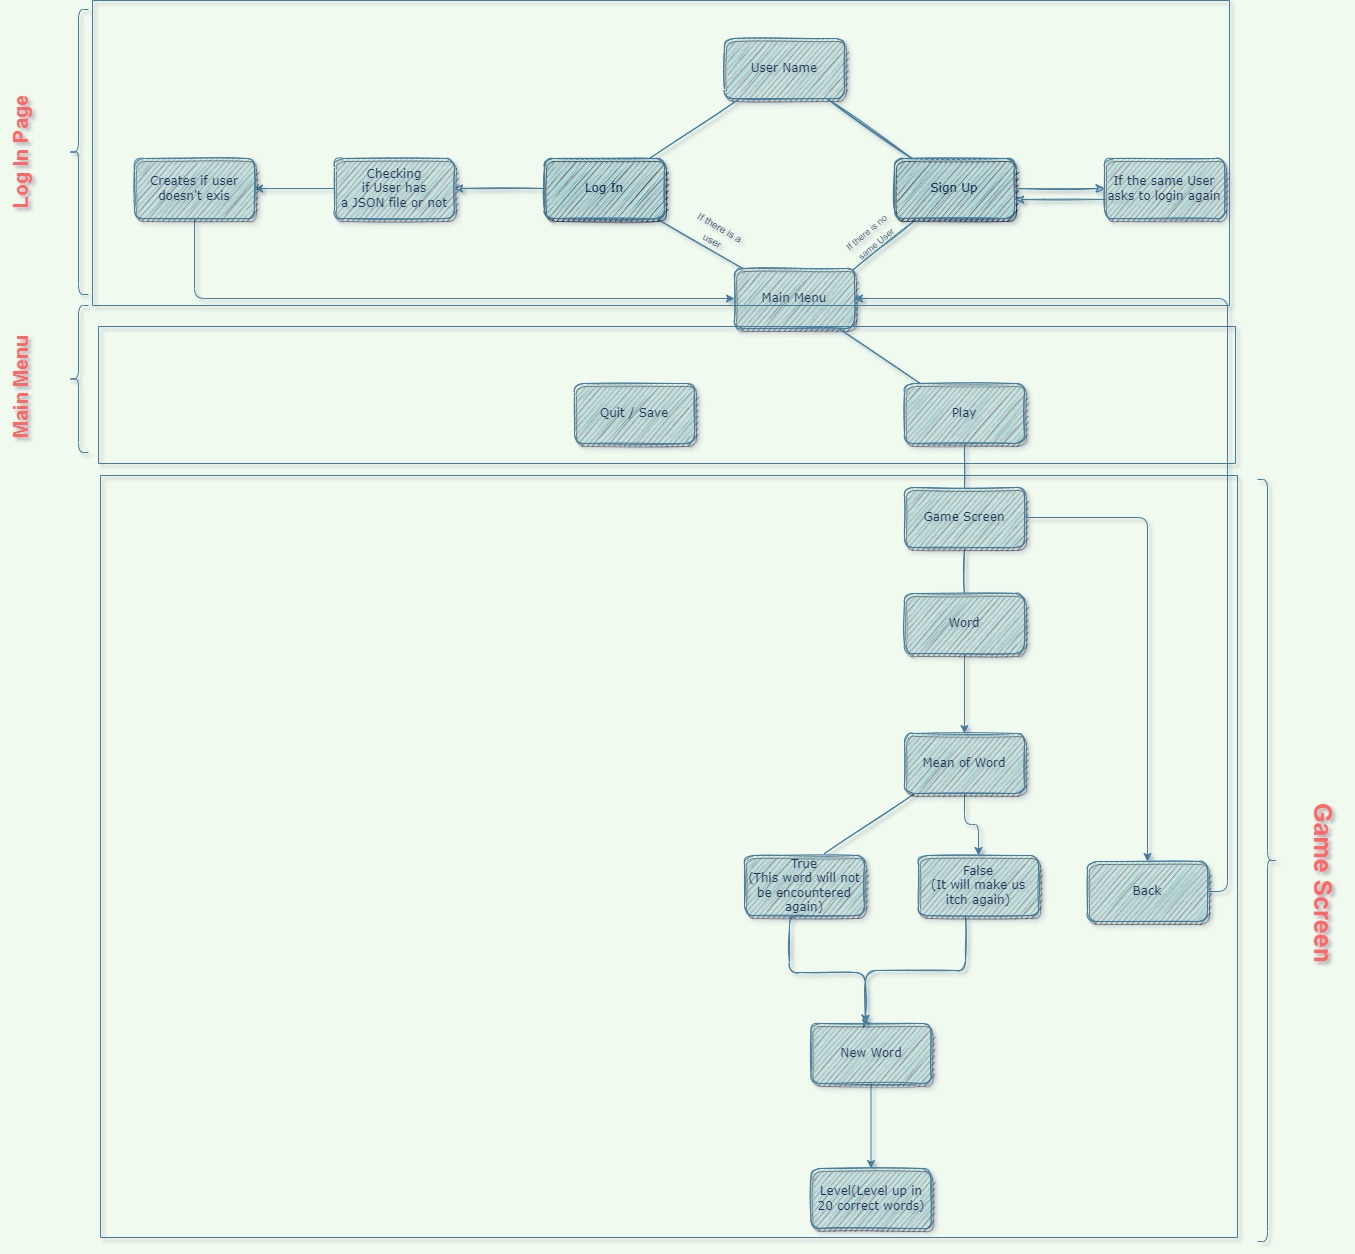 Log In Page
User Name
Creates if user
doesn't exis
Checking
if User has
a JSON file or not
Log In
Sign Up
If the same User
asks to login again
If there is a
user
If there is no
same User
Main Menu
Main Menu
Quit / Save
Play
Game Screen
Word
Mean of Word
True
(This word will not
be encountered
again)
False
(It will make us
itch again)
Back
Game Screen
New Word
Level(Level up in
20 correct words)